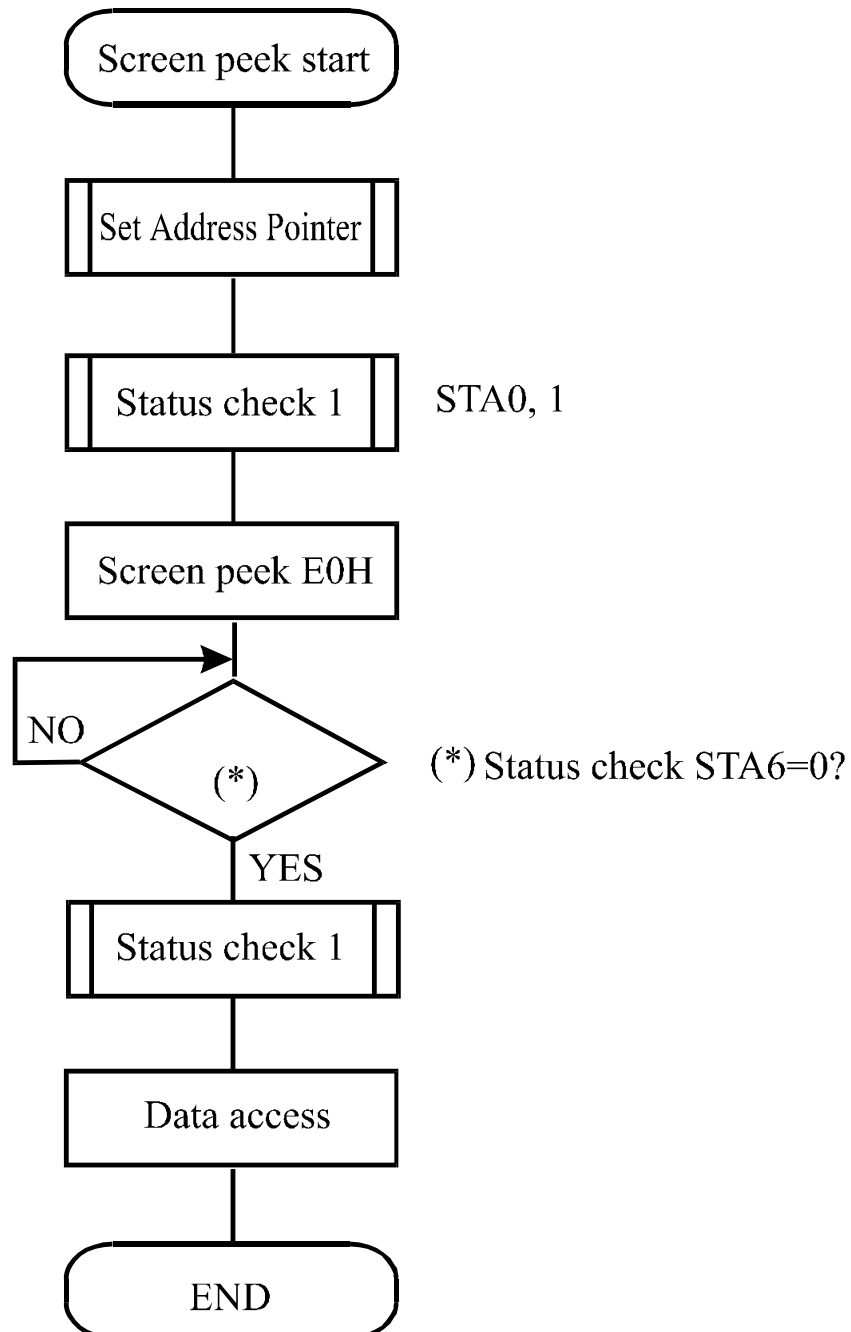 Screen peek start
Set Address Pointer
Status check 1
STA0, 1
Screen peek E0H
NO
(*)
(*) Status check STA6=0?
YES
Status check 1
Data access
END